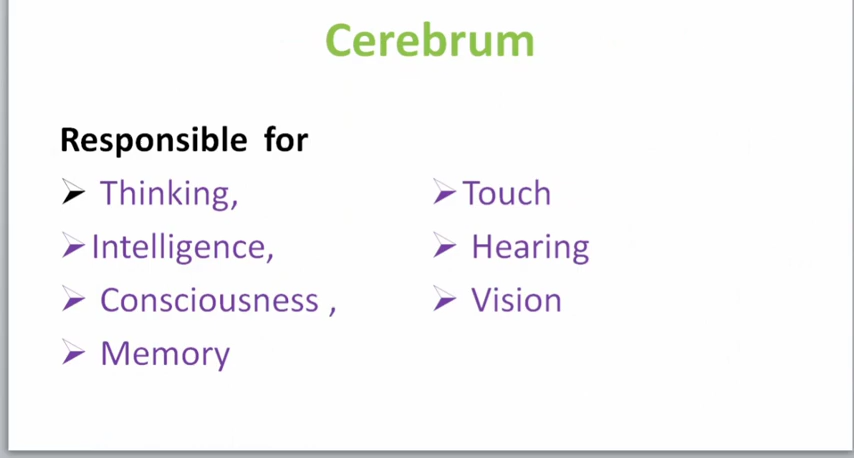 Cerebrum
Responsible for
Thinking,
Intelligence,
Consciousness ,
Memory
Touch
Hearing
Vision